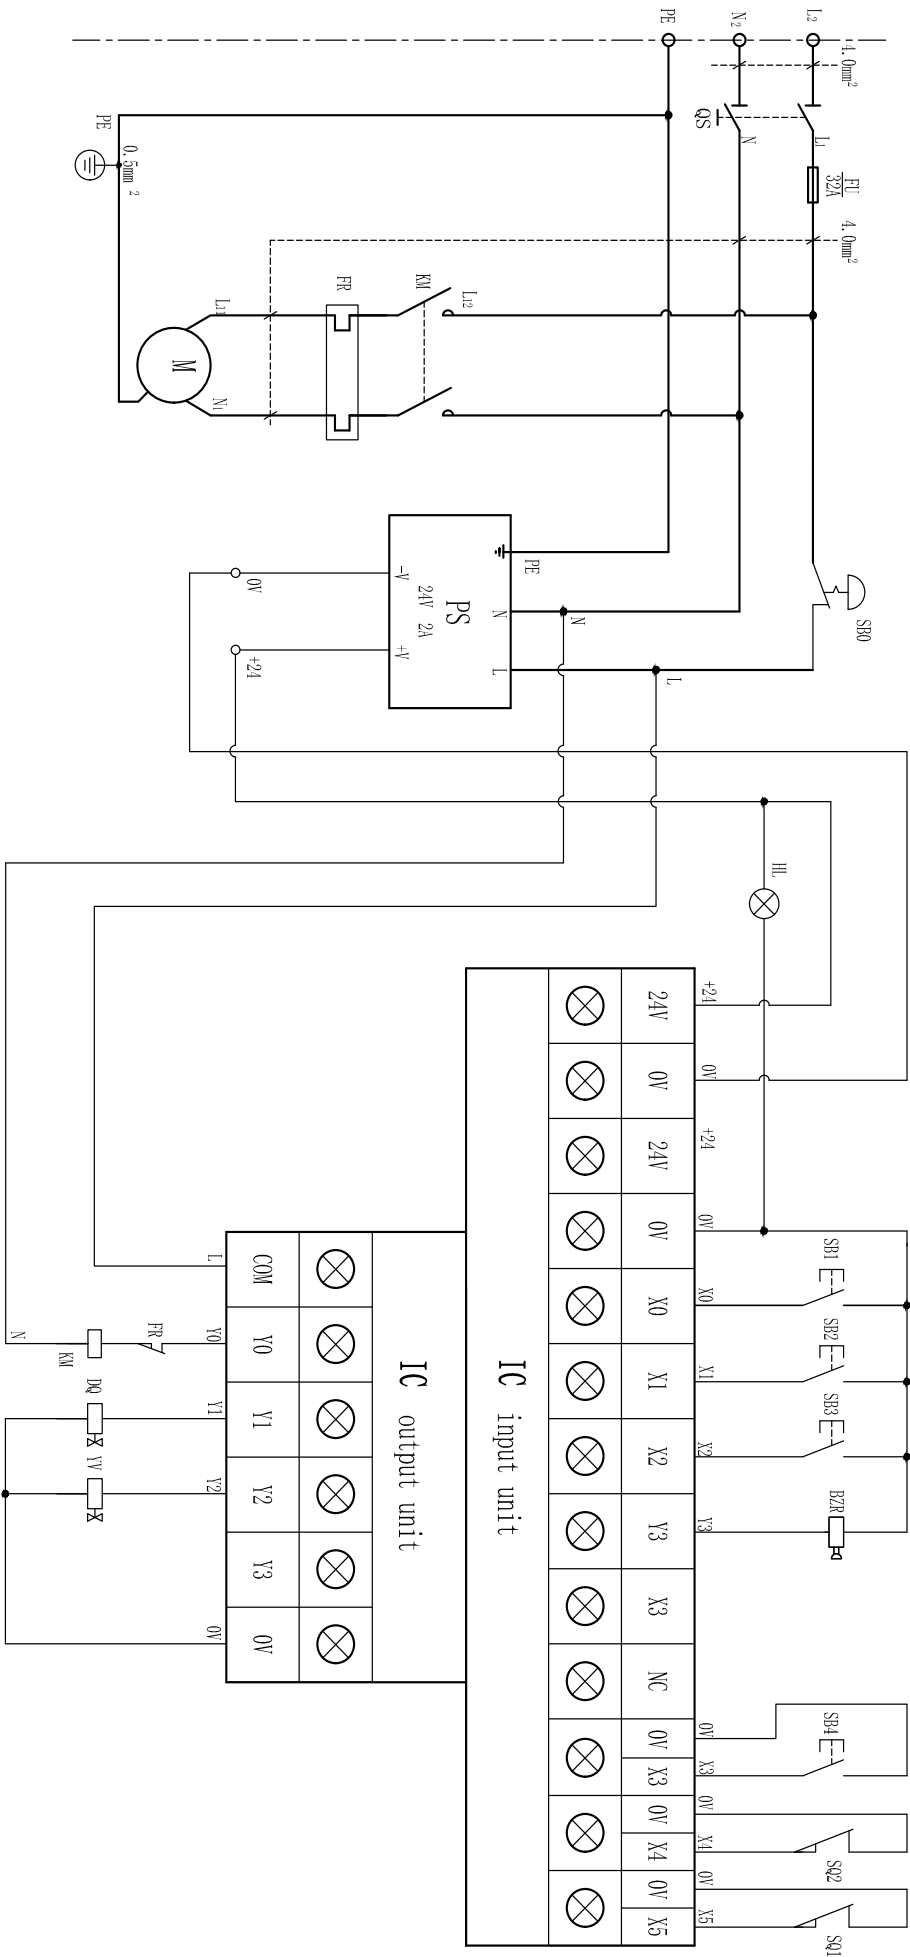 L2
N2
PE
4.0mm²
QS
L1
N
FU
32A
4.0mm²
PE
0.5mm²
L11
M
N1
FR
KM
L12
SB0
PE
N
L
PS
24V 2A
-V
+V
N
L
0V
+24
HL
+24
0V
+24
0V
X0
X1
X2
Y3
0V
X3
0V
X4
0V
X5
SB1
SB2
SB3
BZR
SB4
SQ2
SQ1
24V
0V
24V
0V
X0
X1
X2
Y3
X3
NC
0V
X3
0V
X4
0V
X5
IC input unit
IC output unit
COM
Y0
Y1
Y2
Y3
0V
L
Y0
Y1
Y2
0V
FR
N
KM
DQ
YV